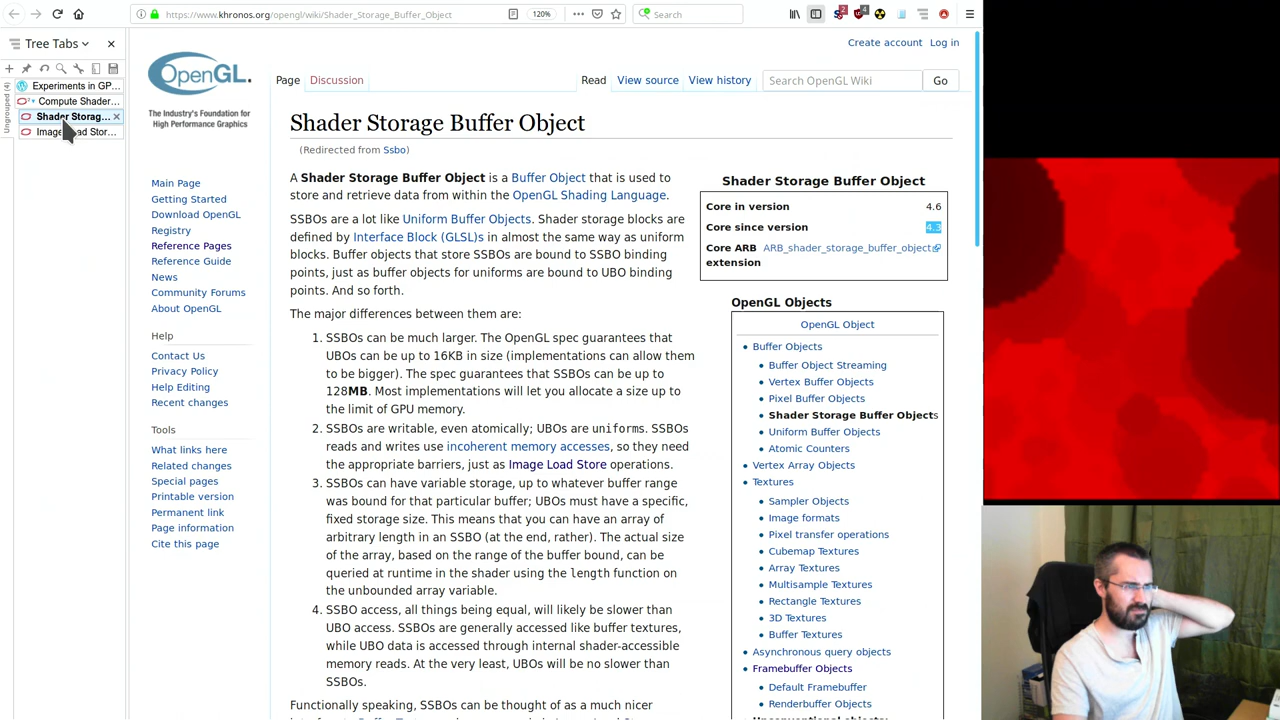 https://www.khronos.org/opengl/wiki/Shader_Storage_Buffer_Object
120%
Search
2
4
Tree Tabs
Experiments in GP...
Compute Shader...
Shader Storag...
Image Load Stor...
Ungrouped (4)
OpenGL.
The Industry's Foundation for
High Performance Graphics
Main Page
Getting Started
Download OpenGL
Registry
Reference Pages
Reference Guide
News
Community Forums
About OpenGL
Help
Contact Us
Privacy Policy
Help Editing
Recent changes
Tools
What links here
Related changes
Special pages
Printable version
Permanent link
Page information
Cite this page
Create account Log in
Page Discussion Read View source View history Search OpenGL Wiki Go
Shader Storage Buffer Object
(Redirected from Ssbo)
A Shader Storage Buffer Object is a Buffer Object that is used to
store and retrieve data from within the OpenGL Shading Language.
SSBOs are a lot like Uniform Buffer Objects. Shader storage blocks are
defined by Interface Block (GLSL)s in almost the same way as uniform
blocks. Buffer objects that store SSBOs are bound to SSBO binding
points, just as buffer objects for uniforms are bound to UBO binding
points. And so forth.
The major differences between them are:
1. SSBOs can be much larger. The OpenGL spec guarantees that
UBOs can be up to 16KB in size (implementations can allow them
to be bigger). The spec guarantees that SSBOs can be up to
128MB. Most implementations will let you allocate a size up to
the limit of GPU memory.
2. SSBOs are writable, even atomically; UBOs are uniforms. SSBOs
reads and writes use incoherent memory accesses, so they need
the appropriate barriers, just as Image Load Store operations.
3. SSBOs can have variable storage, up to whatever buffer range
was bound for that particular buffer; UBOs must have a specific,
fixed storage size. This means that you can have an array of
arbitrary length in an SSBO (at the end, rather). The actual size
of the array, based on the range of the buffer bound, can be
queried at runtime in the shader using the length function on
the unbounded array variable.
4. SSBO access, all things being equal, will likely be slower than
UBO access. SSBOs are generally accessed like buffer textures,
while UBO data is accessed through internal shader-accessible
memory reads. At the very least, UBOs will be no slower than
SSBOs.
Functionally speaking, SSBOs can be thought of as a much nicer
Shader Storage Buffer Object
Core in version 4.6
Core since version 4.3
Core ARB ARB_shader_storage_buffer_object
extension
OpenGL Objects
OpenGL Object
• Buffer Objects
• Buffer Object Streaming
• Vertex Buffer Objects
• Pixel Buffer Objects
• Shader Storage Buffer Objects
• Uniform Buffer Objects
• Atomic Counters
• Vertex Array Objects
• Textures
• Sampler Objects
• Image formats
• Pixel transfer operations
• Cubemap Textures
• Array Textures
• Multisample Textures
• Rectangle Textures
• 3D Textures
• Buffer Textures
• Asynchronous query objects
• Framebuffer Objects
• Default Framebuffer
• Renderbuffer Objects